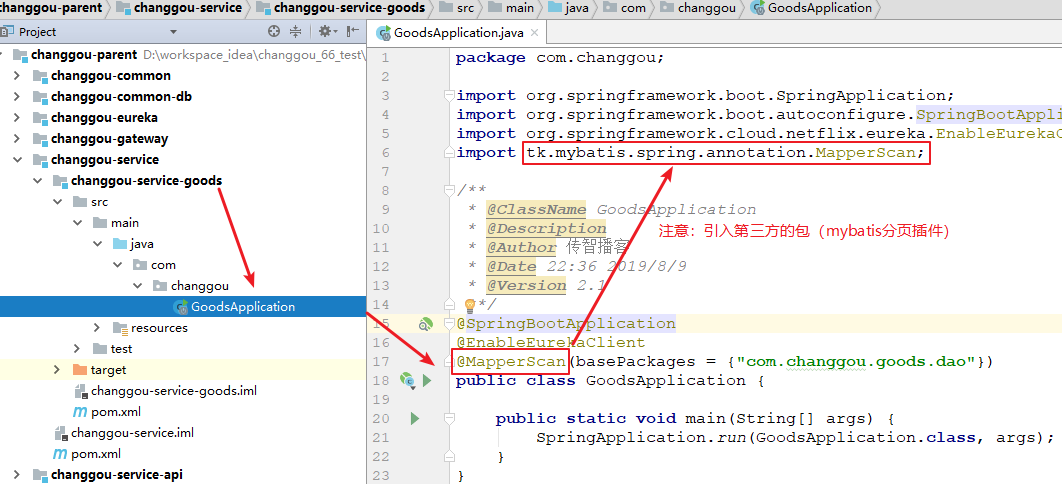 changgou-parent changgou-service changgou-service-goods src main java com changgou GoodsApplication
Project
changgou-parent D:\workspace_idea\changgou_66_test\
changgou-common
changgou-common-db
changgou-eureka
changgou-gateway
changgou-service
changgou-service-goods
src
main
java
com
changgou
GoodsApplication
resources
test
target
changgou-service-goods.iml
pom.xml
changgou-service.iml
pom.xml
changgou-service-api
GoodsApplication.java
1 package com.changgou;
2
3 import org.springframework.boot.SpringApplication;
4 import org.springframework.boot.autoconfigure.SpringBootAppli
5 import org.springframework.cloud.netflix.eureka.EnableEurekaC
6 import tk.mybatis.spring.annotation.MapperScan;
7
8 /**
9 * @ClassName GoodsApplication
10 * @Description
11 * @Author 传智播客
12 * @Date 22:36 2019/8/9
13 * @Version 2.1
14 */
注意：引入第三方的包（mybatis分页插件）
15 @SpringBootApplication
16 @EnableEurekaClient
17 @MapperScan(basePackages = {"com.changgou.goods.dao"})
18 public class GoodsApplication {
19
20 public static void main(String[] args) {
21 SpringApplication.run(GoodsApplication.class, args);
22 }
23 }